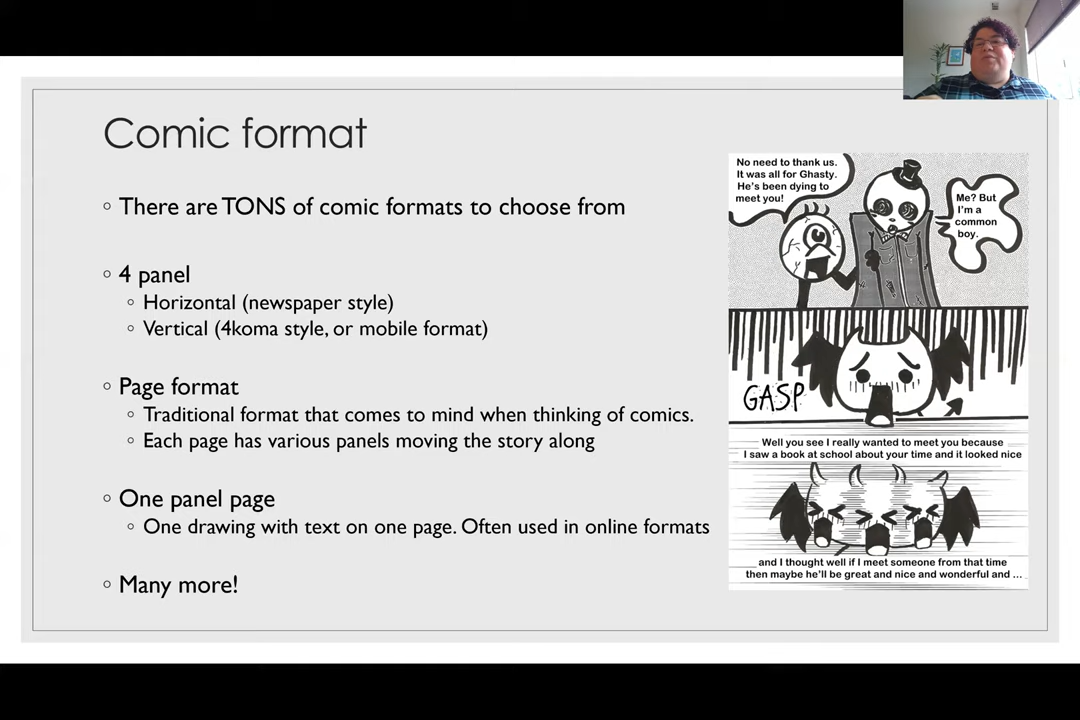 Comic format
There are TONS of comic formats to choose from
4 panel
Horizontal (newspaper style)
Vertical (4koma style, or mobile format)
Page format
Traditional format that comes to mind when thinking of comics.
Each page has various panels moving the story along
One panel page
One drawing with text on one page. Often used in online formats
Many more!
No need to thank us.
It was all for Ghasty.
He's been dying to
meet you!
Me? But
I'm a
common
boy.
GASP
Well you see I really wanted to meet you because
I saw a book at school about your time and it looked nice
and I thought well if I meet someone from that time
then maybe he'll be great and nice and wonderful and ...